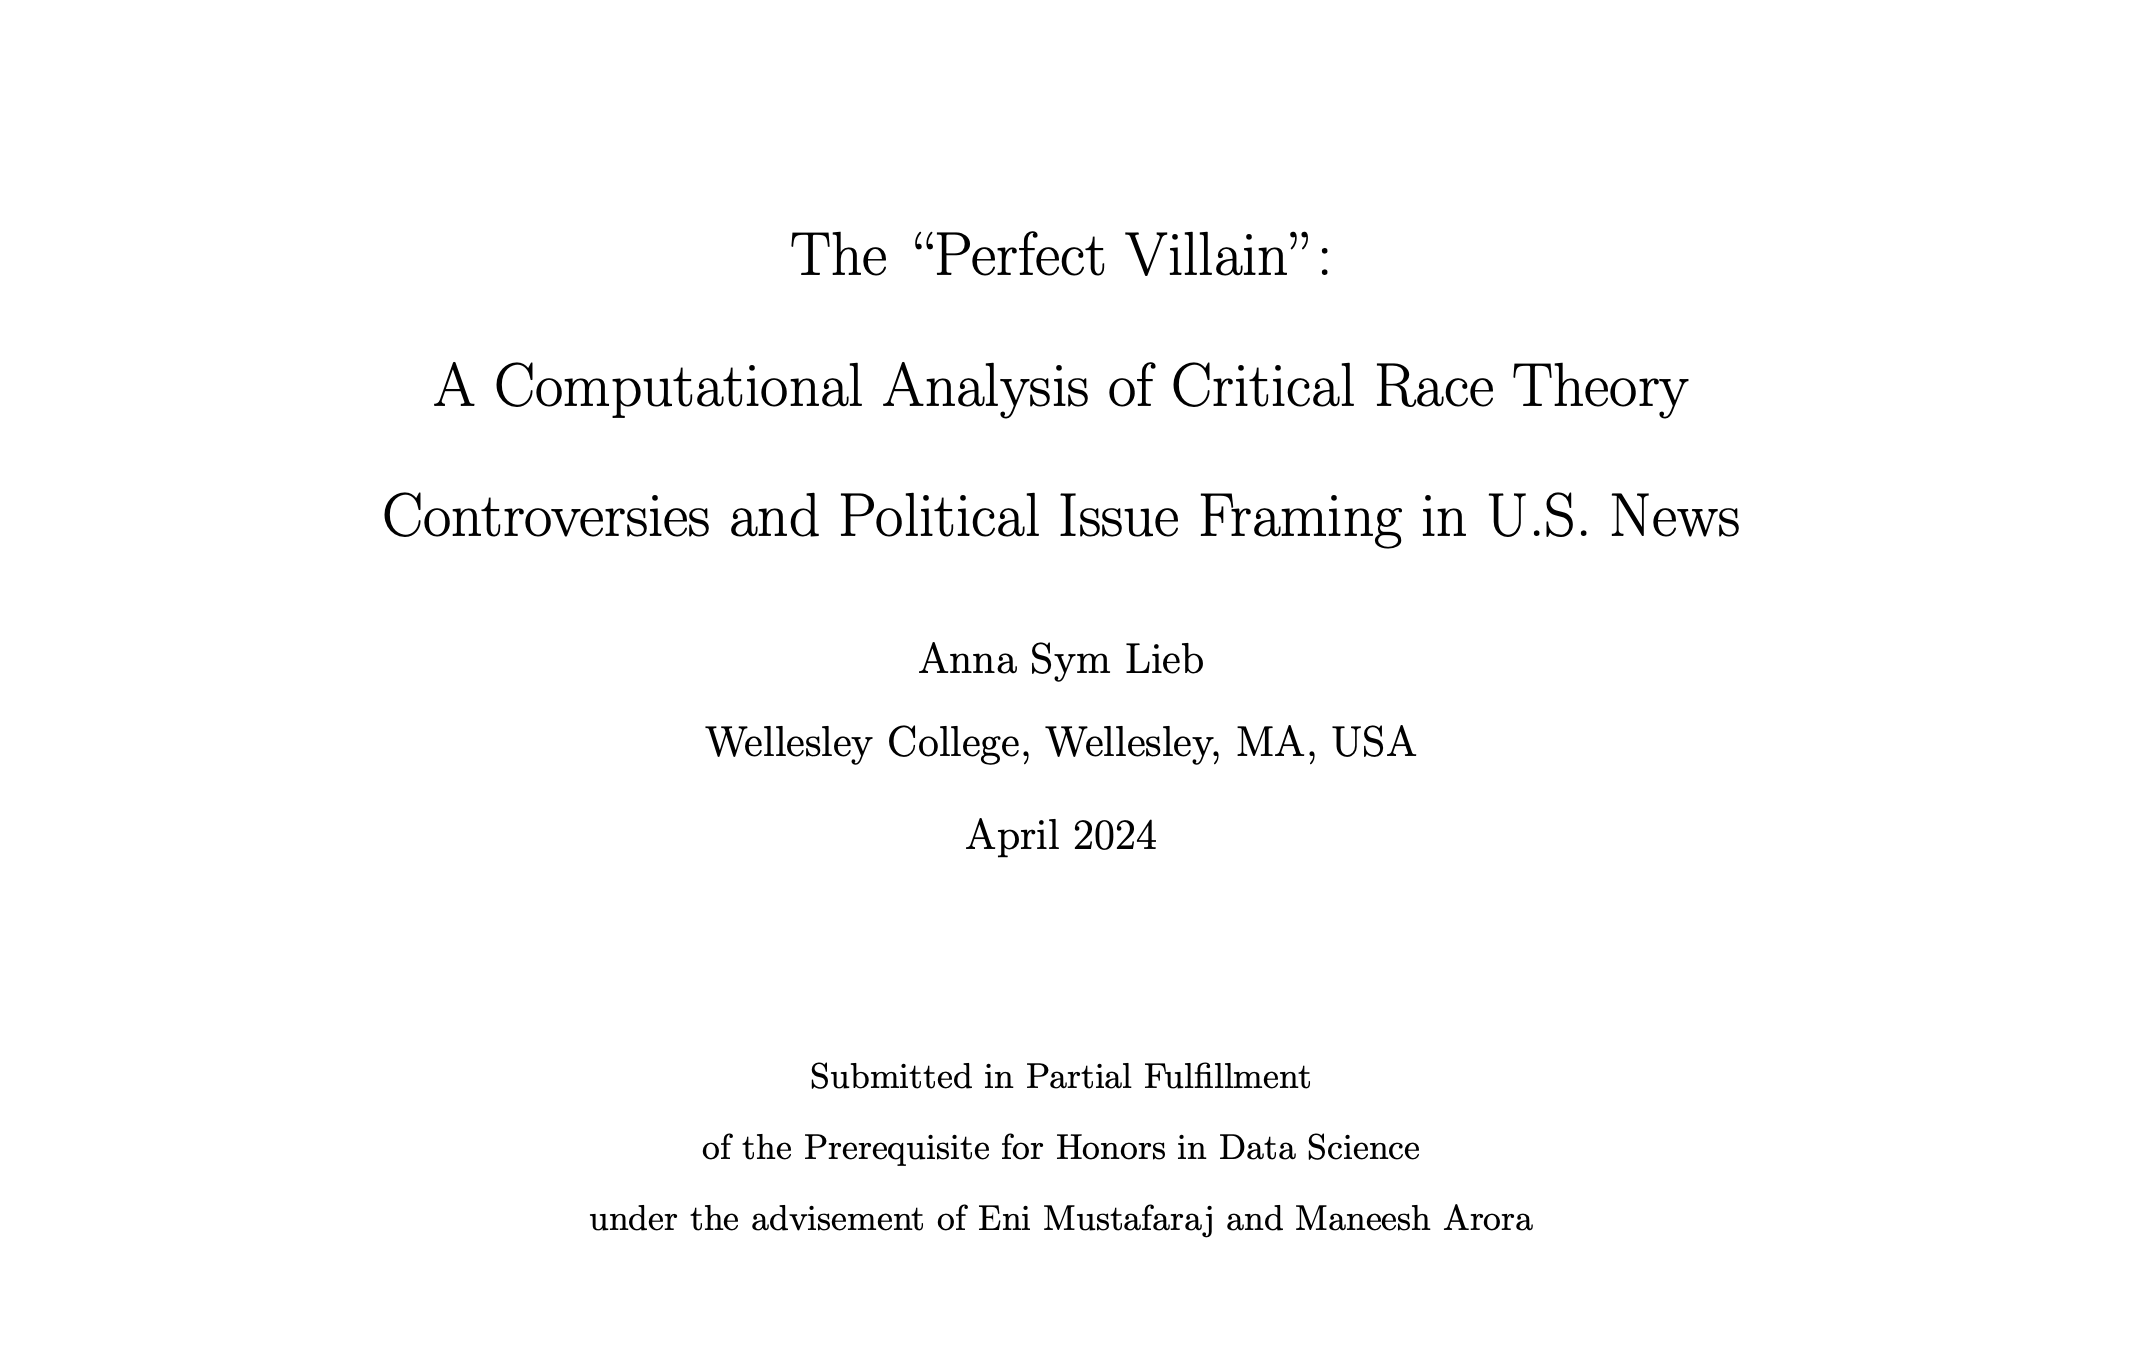 The “Perfect Villain”:
A Computational Analysis of Critical Race Theory
Controversies and Political Issue Framing in U.S. News
Anna Sym Lieb
Wellesley College, Wellesley, MA, USA
April 2024
Submitted in Partial Fulfillment
of the Prerequisite for Honors in Data Science
under the advisement of Eni Mustafaraj and Maneesh Arora